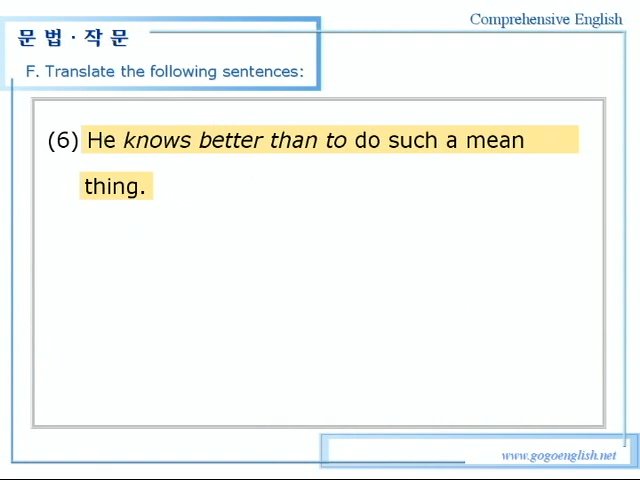 Comprehensive English
문 법 · 작 문
F. Translate the following sentences:
(6) He knows better than to do such a mean
thing.
www.gogoenglish.net